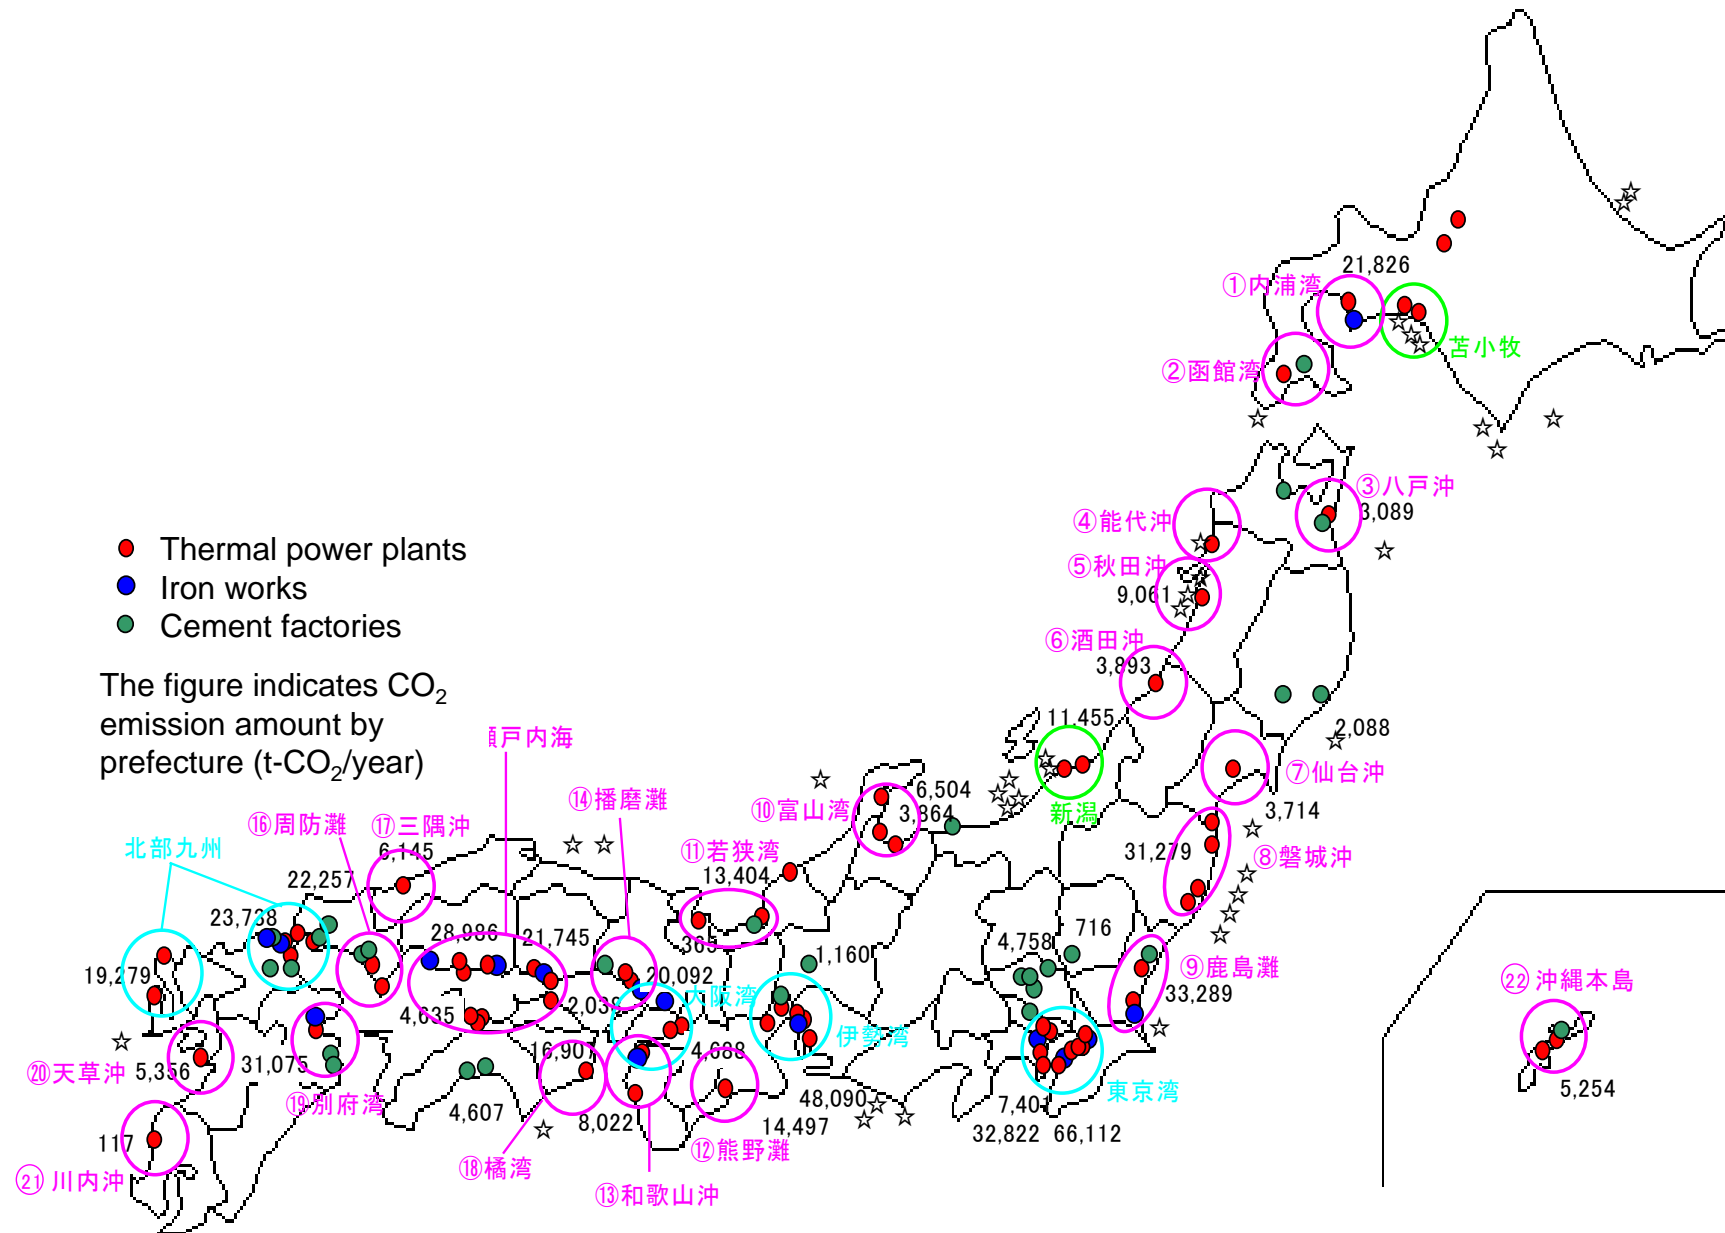 21,826
①内浦湾
苫小牧
②函館湾
③八戸沖
3,089
④能代沖
⑤秋田沖
9,061
⑥酒田沖
3,893
11,455
新潟
2,088
⑦仙台沖
3,714
Thermal power plants
Iron works
Cement factories
The figure indicates CO₂
emission amount by
prefecture (t-CO₂/year)
戸内海
⑭播磨灘
⑩富山湾
6,504
3,864
31,279
⑧磐城沖
北部九州
⑯周防灘
⑰三隅沖
6,145
⑪若狭湾
13,404
22,257
23,738
28,986
21,745
365
1,160
4,758
716
⑨鹿島灘
33,289
19,279
20,092
大阪湾
4,635
伊勢湾
㉒沖縄本島
5,254
⑳天草沖
5,356
31,075
⑲別府湾
16,907
4,688
東京湾
4,607
8,022
48,090
14,497
7,401
32,822
66,112
117
㉑川内沖
⑱橘湾
⑫熊野灘
⑬和歌山沖